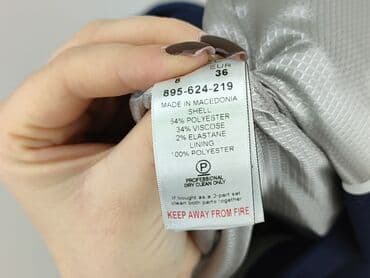 EUR
8 36
895-624-219
MADE IN MACEDONIA
SHELL
64% POLYESTER
34% VISCOSE
2% ELASTANE
LINING
100% POLYESTER
P
PROFESSIONAL
DRY CLEAN ONLY
If bought as a 2-part set
clean both parts together
KEEP AWAY FROM FIRE